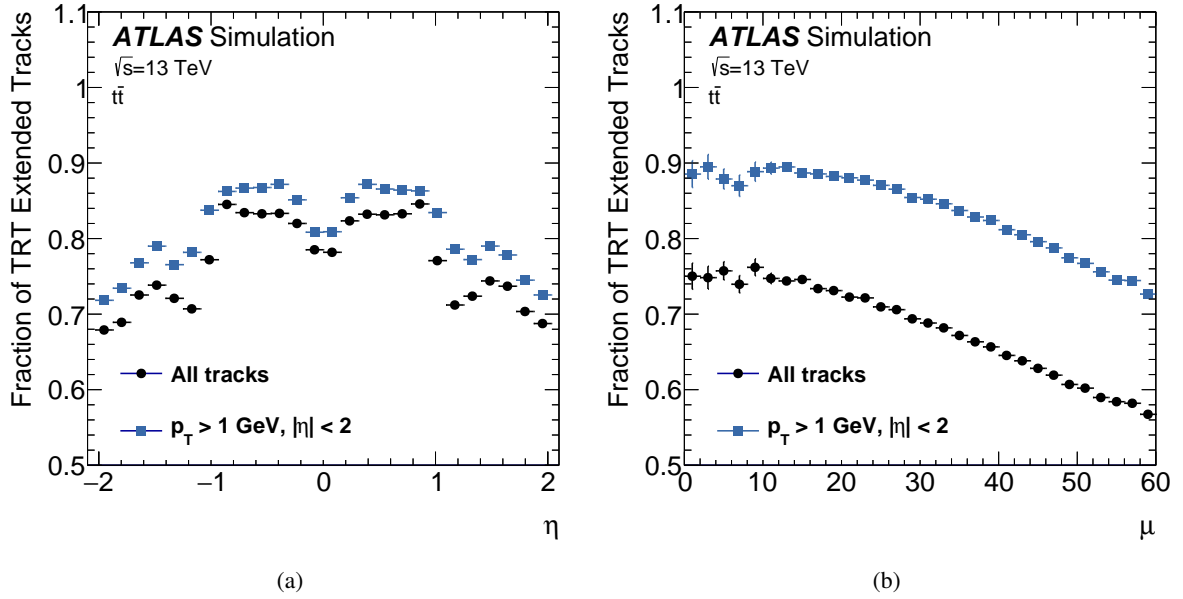 ATLAS Simulation
√s=13 TeV
tt̄
Fraction of TRT Extended Tracks
1.1
1
0.9
0.8
0.7
0.6
0.5
All tracks
p_T > 1 GeV, |η| < 2
−2 −1 0 1 2
η
(a)
ATLAS Simulation
√s=13 TeV
tt̄
Fraction of TRT Extended Tracks
1.1
1
0.9
0.8
0.7
0.6
0.5
All tracks
p_T > 1 GeV, |η| < 2
0 10 20 30 40 50 60
μ
(b)